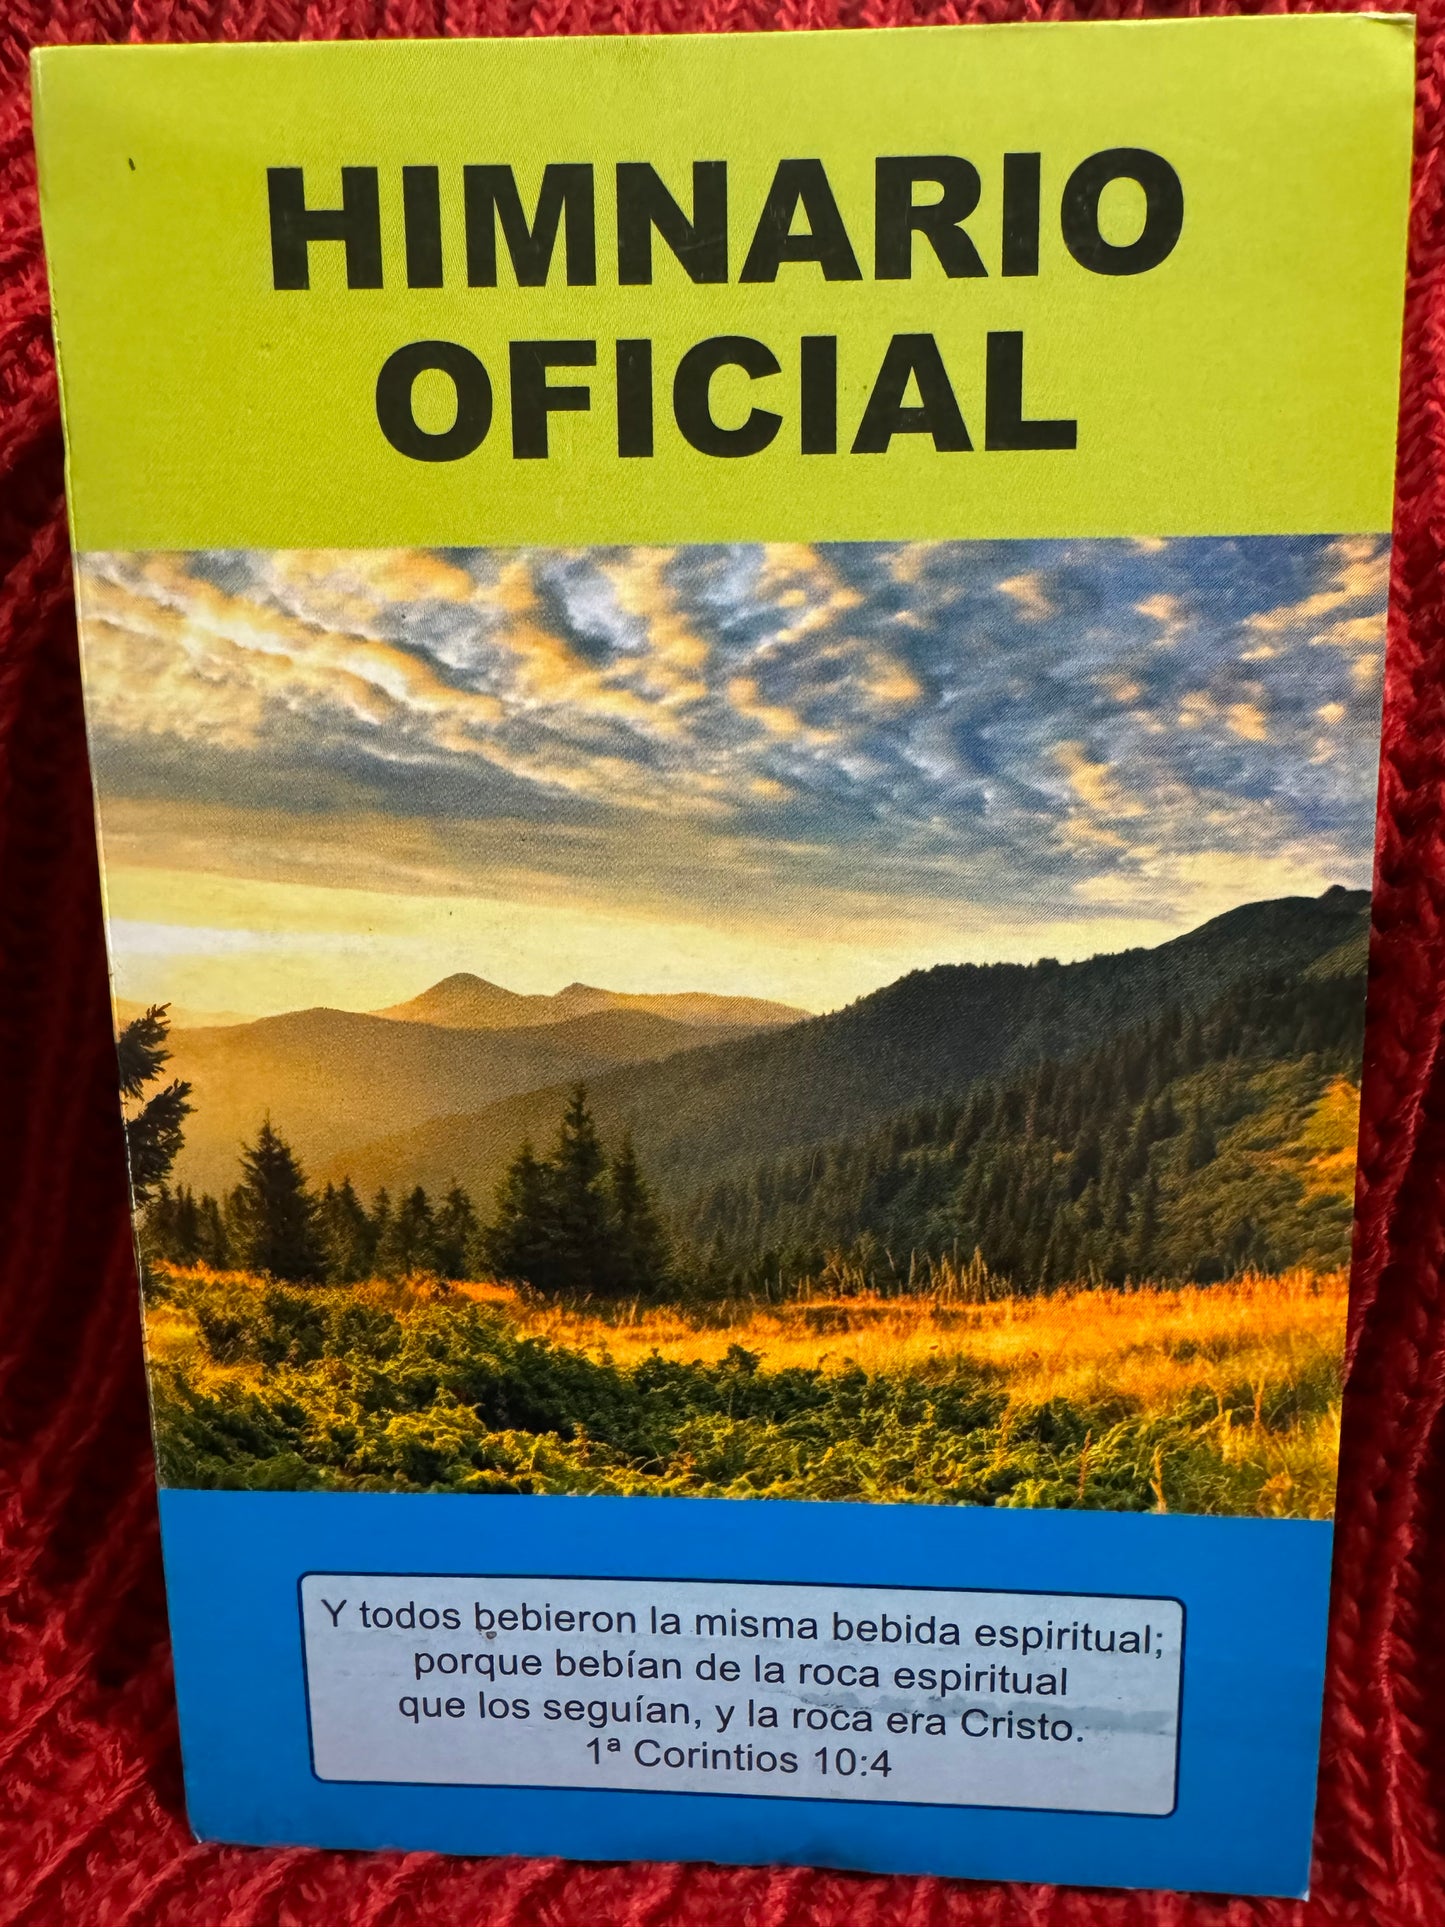 HIMNARIO
OFICIAL
Y todos bebieron la misma bebida espiritual;
porque bebían de la roca espiritual
que los seguían, y la roca era Cristo.
1ª Corintios 10:4